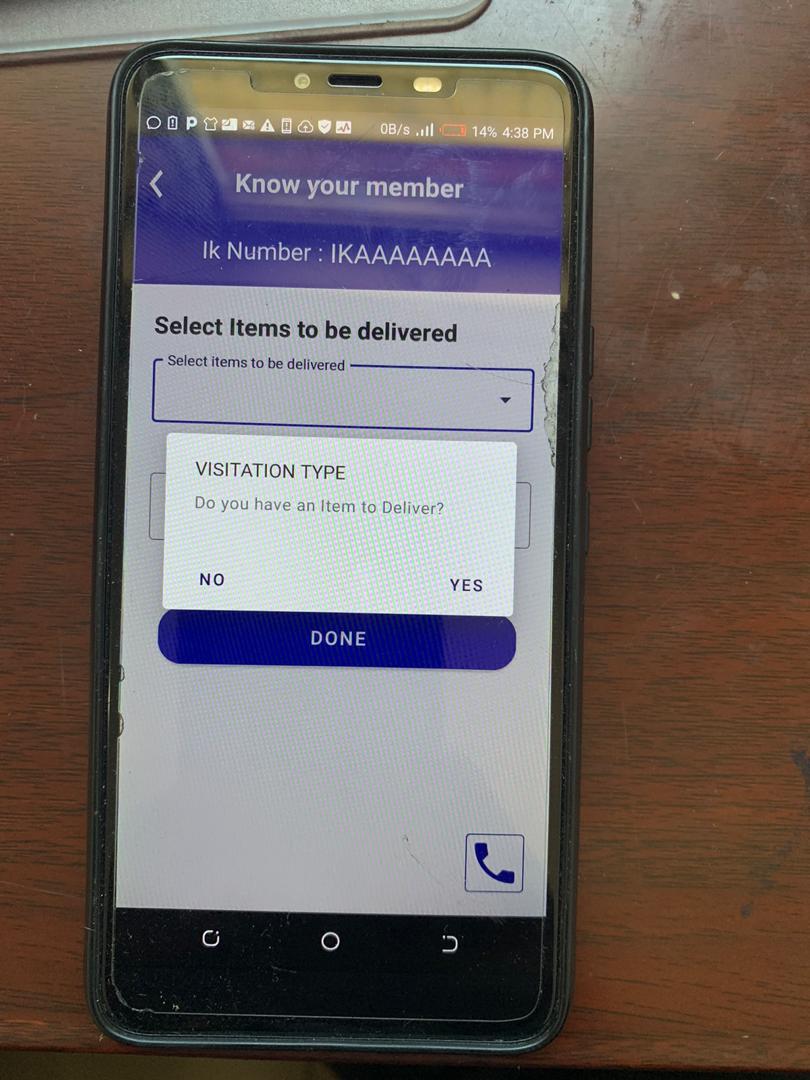 0B/s 14% 4:38 PM
Know your member
Ik Number : IKAAAAAAAA
Select Items to be delivered
Select items to be delivered
VISITATION TYPE
Do you have an Item to Deliver?
NO YES
DONE